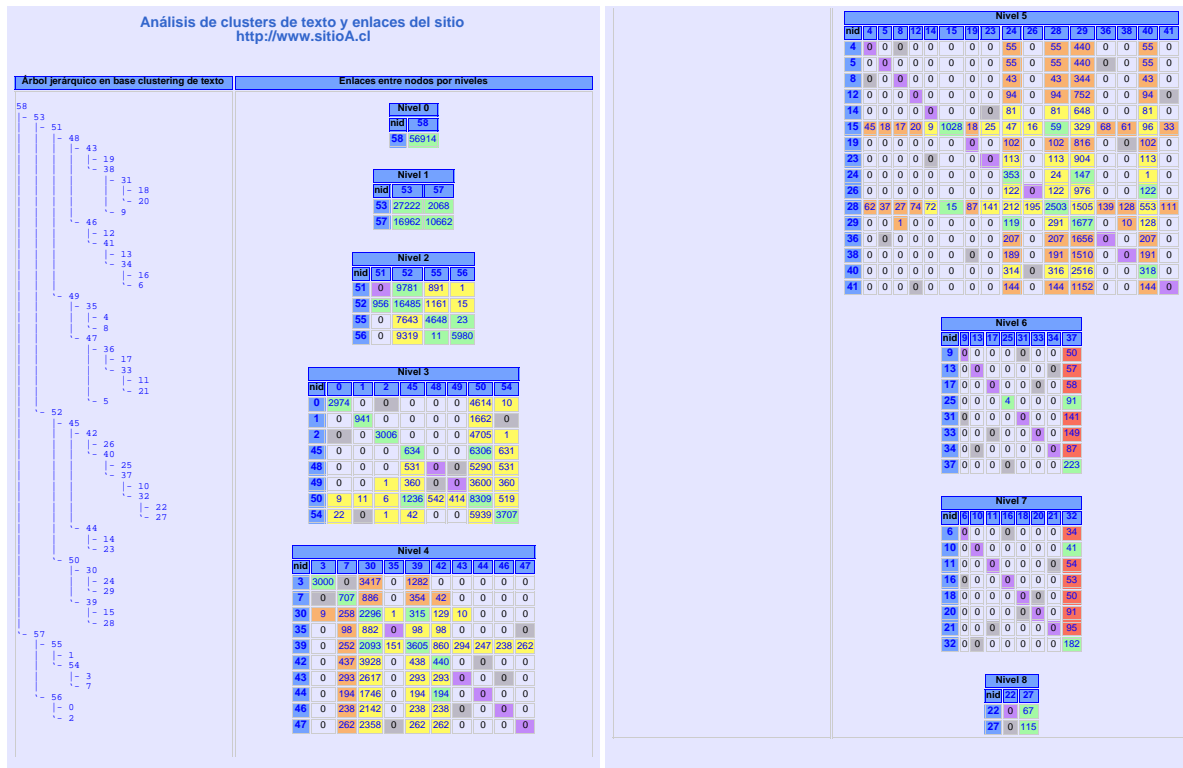 Análisis de clusters de texto y enlaces del sitio
http://www.sitioA.cl
Árbol jerárquico en base clustering de texto
58
|- 53
| |- 51
| | |- 48
| | | |- 43
| | | | |- 19
| | | | `- 38
| | | | |- 31
| | | | | |- 18
| | | | | `- 20
| | | | `- 9
| | | `- 46
| | | |- 12
| | | `- 41
| | | |- 13
| | | `- 34
| | | |- 16
| | | `- 6
| | `- 49
| | |- 35
| | | |- 4
| | | `- 8
| | `- 47
| | |- 36
| | | |- 17
| | | `- 33
| | | |- 11
| | | `- 21
| | `- 5
| `- 52
| |- 45
| | |- 42
| | | |- 26
| | | `- 40
| | | |- 25
| | | `- 37
| | | |- 10
| | | `- 32
| | | |- 22
| | | `- 27
| | `- 44
| | |- 14
| | `- 23
| `- 50
| |- 30
| | |- 24
| | `- 29
| `- 39
| |- 15
| `- 28
`- 57
|- 55
| |- 1
| `- 54
| |- 3
| `- 7
`- 56
|- 0
`- 2
Enlaces entre nodos por niveles
Nivel 0
nid 58
58 56914
Nivel 1
nid 53 57
53 27222 2068
57 16962 10662
Nivel 2
nid 51 52 55 56
51 0 9781 891 1
52 956 16485 1161 15
55 0 7643 4648 23
56 0 9319 11 5980
Nivel 3
nid 0 1 2 45 48 49 50 54
0 2974 0 0 0 0 0 4614 10
1 0 941 0 0 0 0 1662 0
2 0 0 3006 0 0 0 4705 1
45 0 0 0 634 0 0 6306 631
48 0 0 0 531 0 0 5290 531
49 0 0 1 360 0 0 3600 360
50 9 11 6 1236 542 414 8309 519
54 22 0 1 42 0 0 5939 3707
Nivel 4
nid 3 7 30 35 39 42 43 44 46 47
3 3000 0 3417 0 1282 0 0 0 0 0
7 0 707 886 0 354 42 0 0 0 0
30 9 258 2296 1 315 129 10 0 0 0
35 0 98 882 0 98 98 0 0 0 0
39 0 252 2093 151 3605 860 294 247 238 262
42 0 437 3928 0 438 440 0 0 0 0
43 0 293 2617 0 293 293 0 0 0 0
44 0 194 1746 0 194 194 0 0 0 0
46 0 238 2142 0 238 238 0 0 0 0
47 0 262 2358 0 262 262 0 0 0 0
Nivel 5
nid 4 5 8 12 14 15 19 23 24 26 28 29 36 38 40 41
4 0 0 0 0 0 0 0 0 55 0 55 440 0 0 55 0
5 0 0 0 0 0 0 0 0 55 0 55 440 0 0 55 0
8 0 0 0 0 0 0 0 0 43 0 43 344 0 0 43 0
12 0 0 0 0 0 0 0 0 94 0 94 752 0 0 94 0
14 0 0 0 0 0 0 0 0 81 0 81 648 0 0 81 0
15 45 18 17 20 9 1028 18 25 47 16 59 329 68 61 96 33
19 0 0 0 0 0 0 0 0 102 0 102 816 0 0 102 0
23 0 0 0 0 0 0 0 0 113 0 113 904 0 0 113 0
24 0 0 0 0 0 0 0 0 353 0 24 147 0 0 1 0
26 0 0 0 0 0 0 0 0 122 0 122 976 0 0 122 0
28 62 37 27 74 72 15 87 141 212 195 2503 1505 139 128 553 111
29 0 0 1 0 0 0 0 0 119 0 291 1677 0 10 128 0
36 0 0 0 0 0 0 0 0 207 0 207 1656 0 0 207 0
38 0 0 0 0 0 0 0 0 189 0 191 1510 0 0 191 0
40 0 0 0 0 0 0 0 0 314 0 316 2516 0 0 318 0
41 0 0 0 0 0 0 0 0 144 0 144 1152 0 0 144 0
Nivel 6
nid 9 13 17 25 31 33 34 37
9 0 0 0 0 0 0 0 50
13 0 0 0 0 0 0 0 57
17 0 0 0 0 0 0 0 58
25 0 0 0 4 0 0 0 91
31 0 0 0 0 0 0 0 141
33 0 0 0 0 0 0 0 149
34 0 0 0 0 0 0 0 87
37 0 0 0 0 0 0 0 223
Nivel 7
nid 6 10 11 16 18 20 21 32
6 0 0 0 0 0 0 0 34
10 0 0 0 0 0 0 0 41
11 0 0 0 0 0 0 0 54
16 0 0 0 0 0 0 0 53
18 0 0 0 0 0 0 0 50
20 0 0 0 0 0 0 0 91
21 0 0 0 0 0 0 0 95
32 0 0 0 0 0 0 0 182
Nivel 8
nid 22 27
22 0 67
27 0 115